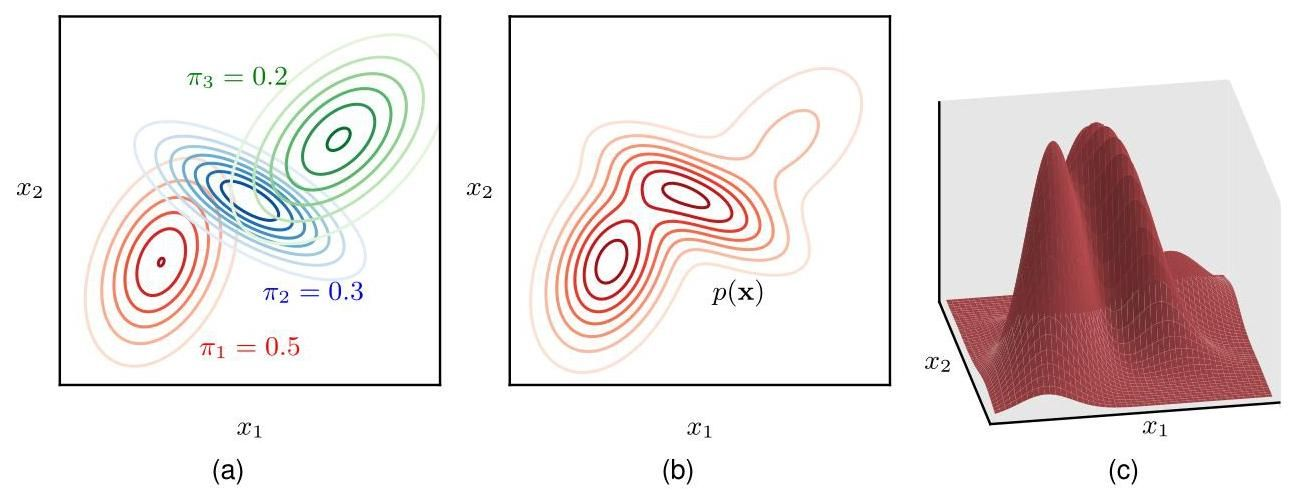 π₃ = 0.2
x₂
π₂ = 0.3
π₁ = 0.5
x₁
(a)
x₂
p(𝐱)
x₁
(b)
x₂
x₁
(c)